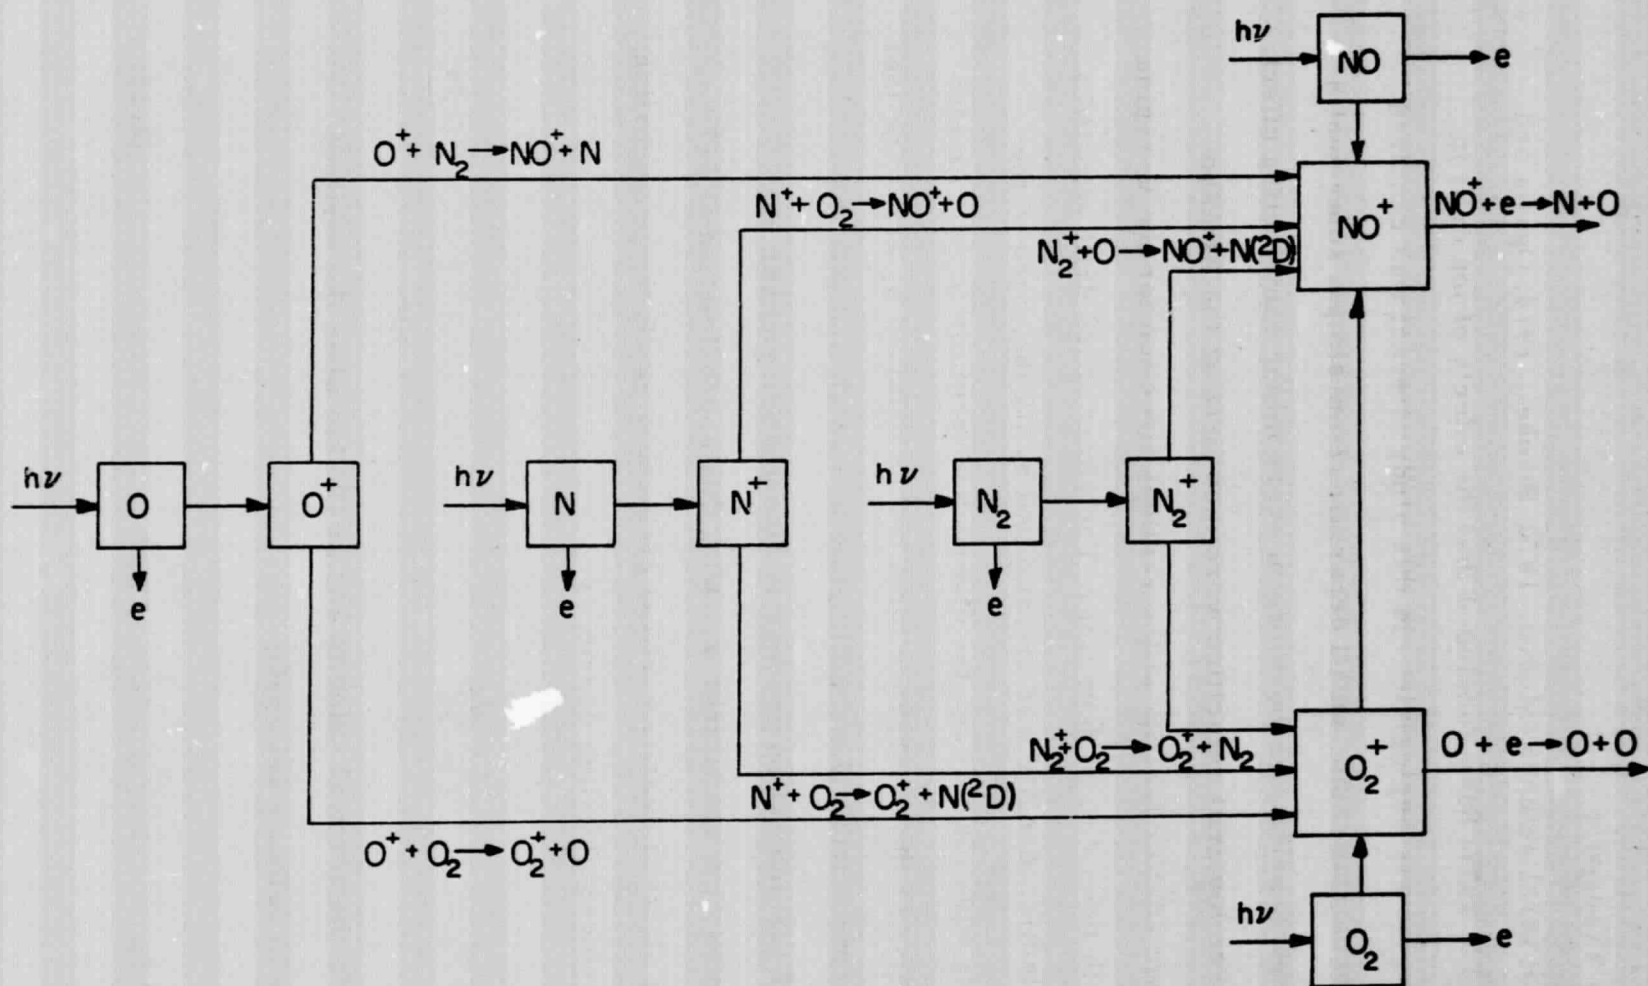 hν
NO
e
O⁺ + N₂ → NO⁺ + N
N⁺ + O₂ → NO⁺ + O
N₂⁺ + O → NO⁺ + N(²D)
NO⁺
NO⁺ + e → N + O
hν
O
O⁺
e
hν
N
N⁺
e
hν
N₂
N₂⁺
e
N₂⁺ O₂ → O₂⁺ + N₂
N⁺ + O₂ → O₂⁺ + N(²D)
O⁺ + O₂ → O₂⁺ + O
O₂⁺
O + e → O + O
hν
O₂
e